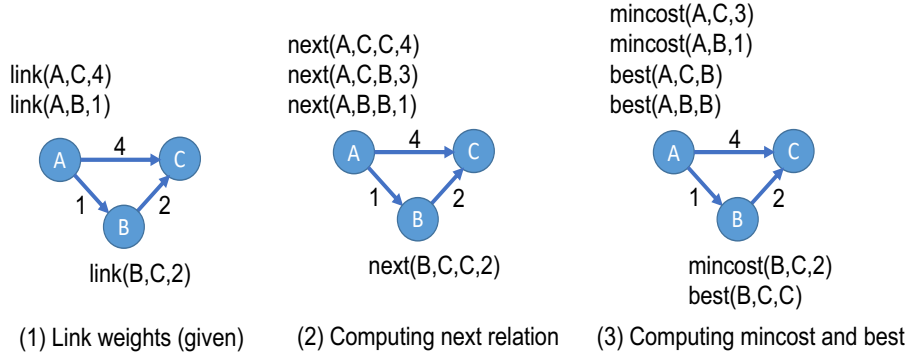 link(A,C,4)
link(A,B,1)
A
4
C
1
2
B
link(B,C,2)
(1) Link weights (given)
next(A,C,C,4)
next(A,C,B,3)
next(A,B,B,1)
A
4
C
1
2
B
next(B,C,C,2)
(2) Computing next relation
mincost(A,C,3)
mincost(A,B,1)
best(A,C,B)
best(A,B,B)
A
4
C
1
2
B
mincost(B,C,2)
best(B,C,C)
(3) Computing mincost and best